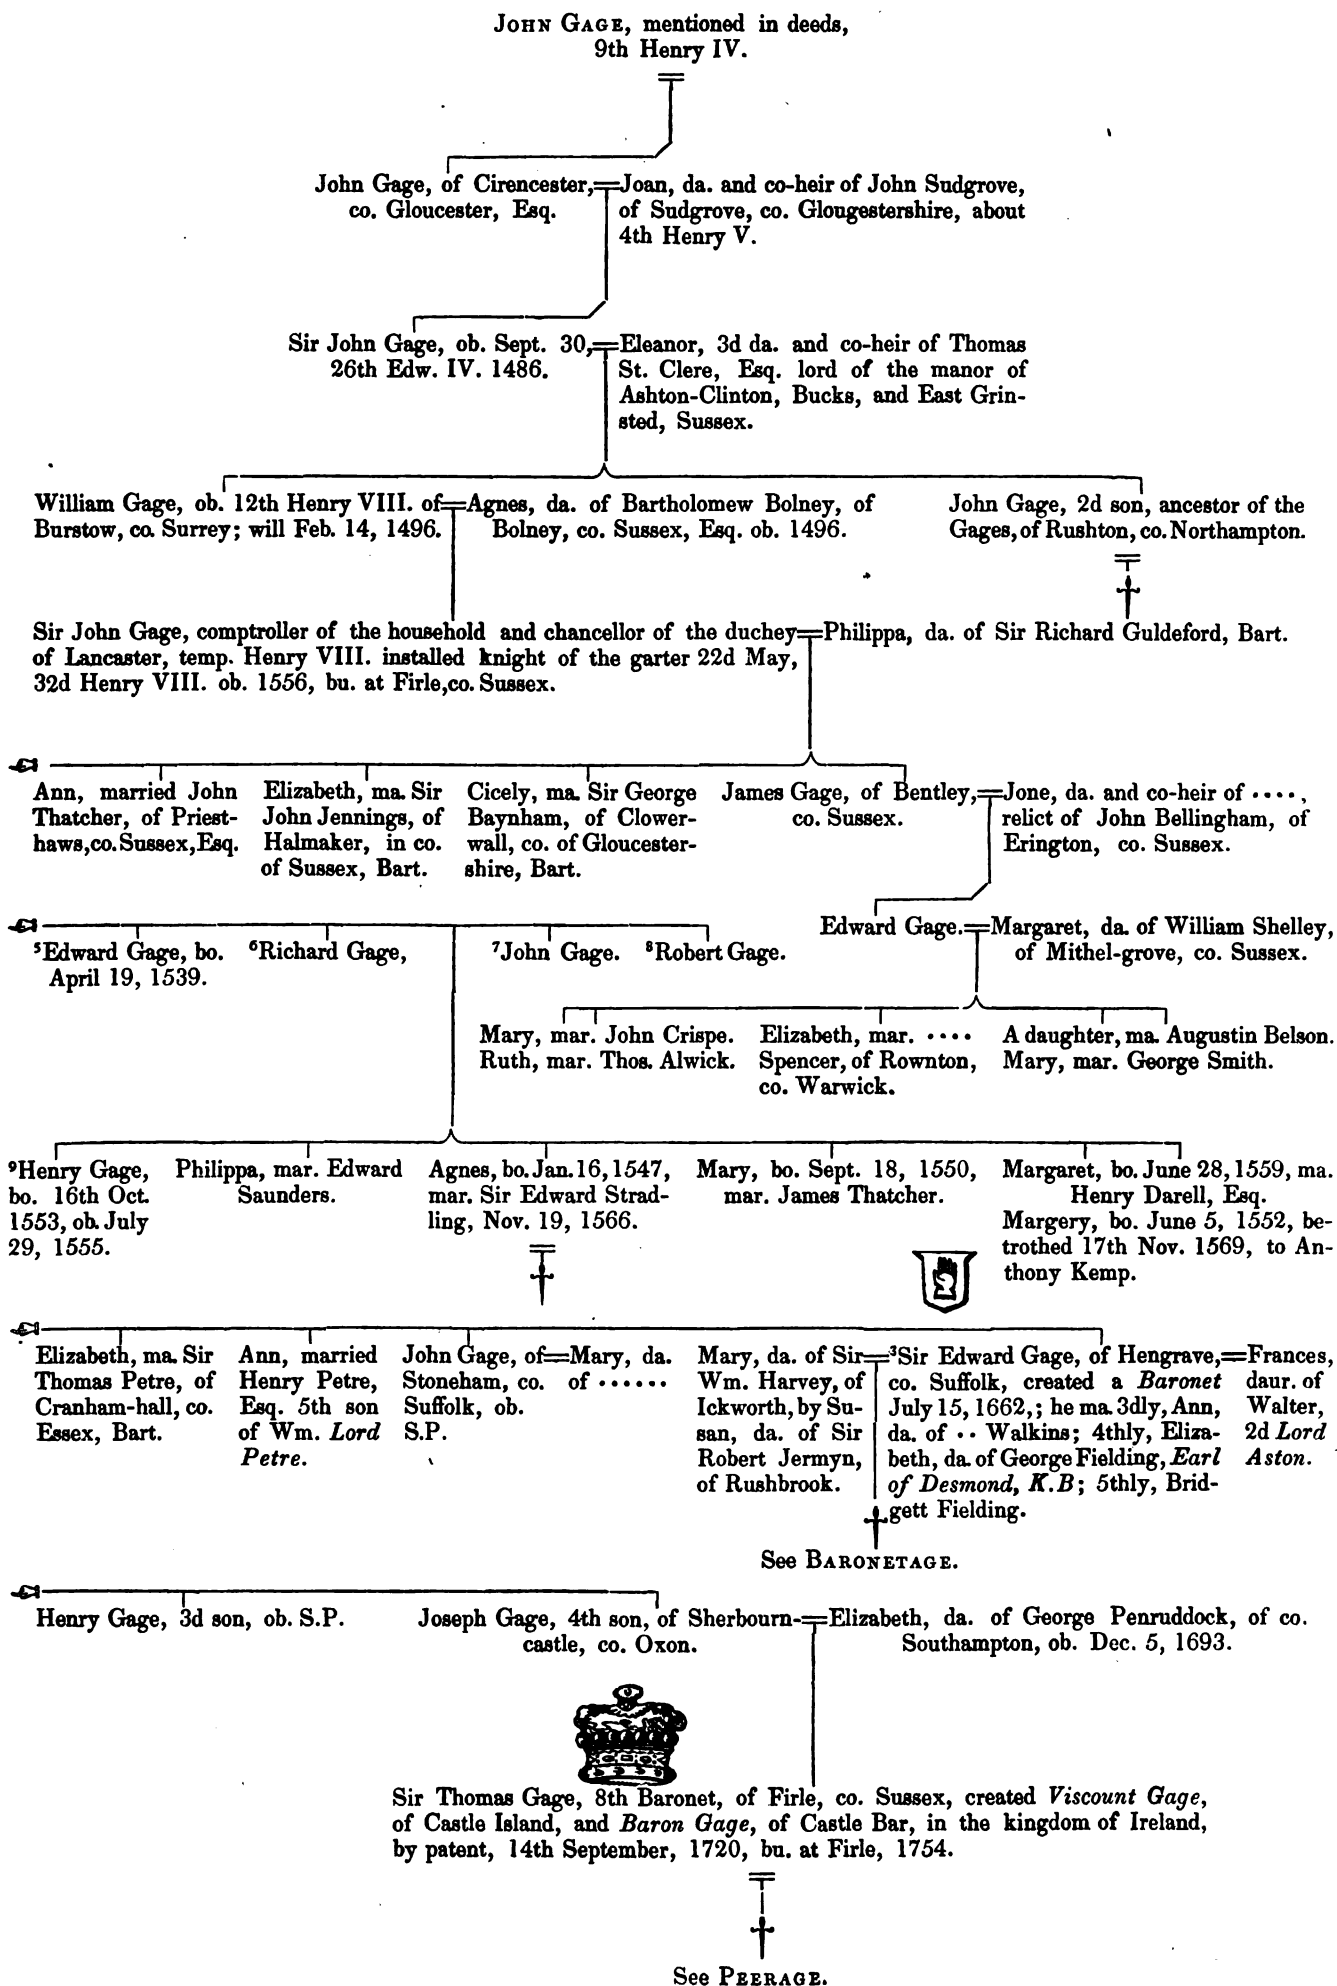 JOHN GAGE, mentioned in deeds,
9th Henry IV.
John Gage, of Cirencester,
co. Gloucester, Esq.
Joan, da. and co-heir of John Sudgrove,
of Sudgrove, co. Glougestershire, about
4th Henry V.
Sir John Gage, ob. Sept. 30,
26th Edw. IV. 1486.
Eleanor, 3d da. and co-heir of Thomas
St. Clere, Esq. lord of the manor of
Ashton-Clinton, Bucks, and East Grin-
sted, Sussex.
William Gage, ob. 12th Henry VIII. of
Burstow, co. Surrey; will Feb. 14, 1496.
Agnes, da. of Bartholomew Bolney, of
Bolney, co. Sussex, Esq. ob. 1496.
John Gage, 2d son, ancestor of the
Gages, of Rushton, co. Northampton.
Sir John Gage, comptroller of the household and chancellor of the duchey
of Lancaster, temp. Henry VIII. installed knight of the garter 22d May,
32d Henry VIII. ob. 1556, bu. at Firle, co. Sussex.
Philippa, da. of Sir Richard Guldeford, Bart.
Ann, married John
Thatcher, of Priest-
haws, co. Sussex, Esq.
Elizabeth, ma. Sir
John Jennings, of
Halmaker, in co.
of Sussex, Bart.
Cicely, ma. Sir George
Baynham, of Clower-
wall, co. of Gloucester-
shire, Bart.
James Gage, of Bentley,
co. Sussex.
Jone, da. and co-heir of ....,
relict of John Bellingham, of
Erington, co. Sussex.
Edward Gage.
Margaret, da. of William Shelley,
of Mithel-grove, co. Sussex.
⁵Edward Gage, bo.
April 19, 1539.
⁶Richard Gage,
⁷John Gage.
⁸Robert Gage.
Mary, mar. John Crispe.
Ruth, mar. Thos. Alwick.
Elizabeth, mar. ....
Spencer, of Rownton,
co. Warwick.
A daughter, ma. Augustin Belson.
Mary, mar. George Smith.
⁹Henry Gage,
bo. 16th Oct.
1553, ob. July
29, 1555.
Philippa, mar. Edward
Saunders.
Agnes, bo. Jan. 16, 1547,
mar. Sir Edward Strad-
ling, Nov. 19, 1566.
Mary, bo. Sept. 18, 1550,
mar. James Thatcher.
Margaret, bo. June 28, 1559, ma.
Henry Darell, Esq.
Margery, bo. June 5, 1552, be-
trothed 17th Nov. 1569, to An-
thony Kemp.
Elizabeth, ma. Sir
Thomas Petre, of
Cranham-hall, co.
Essex, Bart.
Ann, married
Henry Petre,
Esq. 5th son
of Wm. Lord
Petre.
John Gage, of
Stoneham, co.
Suffolk, ob.
S.P.
Mary, da.
of ......
Mary, da. of Sir
Wm. Harvey, of
Ickworth, by Su-
san, da. of Sir
Robert Jermyn,
of Rushbrook.
³Sir Edward Gage, of Hengrave,
co. Suffolk, created a Baronet
July 15, 1662,; he ma. 3dly, Ann,
da. of .. Walkins; 4thly, Eliza-
beth, da. of George Fielding, Earl
of Desmond, K.B; 5thly, Brid-
gett Fielding.
Frances,
daur. of
Walter,
2d Lord
Aston.
See BARONETAGE.
Henry Gage, 3d son, ob. S.P.
Joseph Gage, 4th son, of Sherbourn-
castle, co. Oxon.
Elizabeth, da. of George Penruddock, of co.
Southampton, ob. Dec. 5, 1693.
Sir Thomas Gage, 8th Baronet, of Firle, co. Sussex, created Viscount Gage,
of Castle Island, and Baron Gage, of Castle Bar, in the kingdom of Ireland,
by patent, 14th September, 1720, bu. at Firle, 1754.
See PEERAGE.